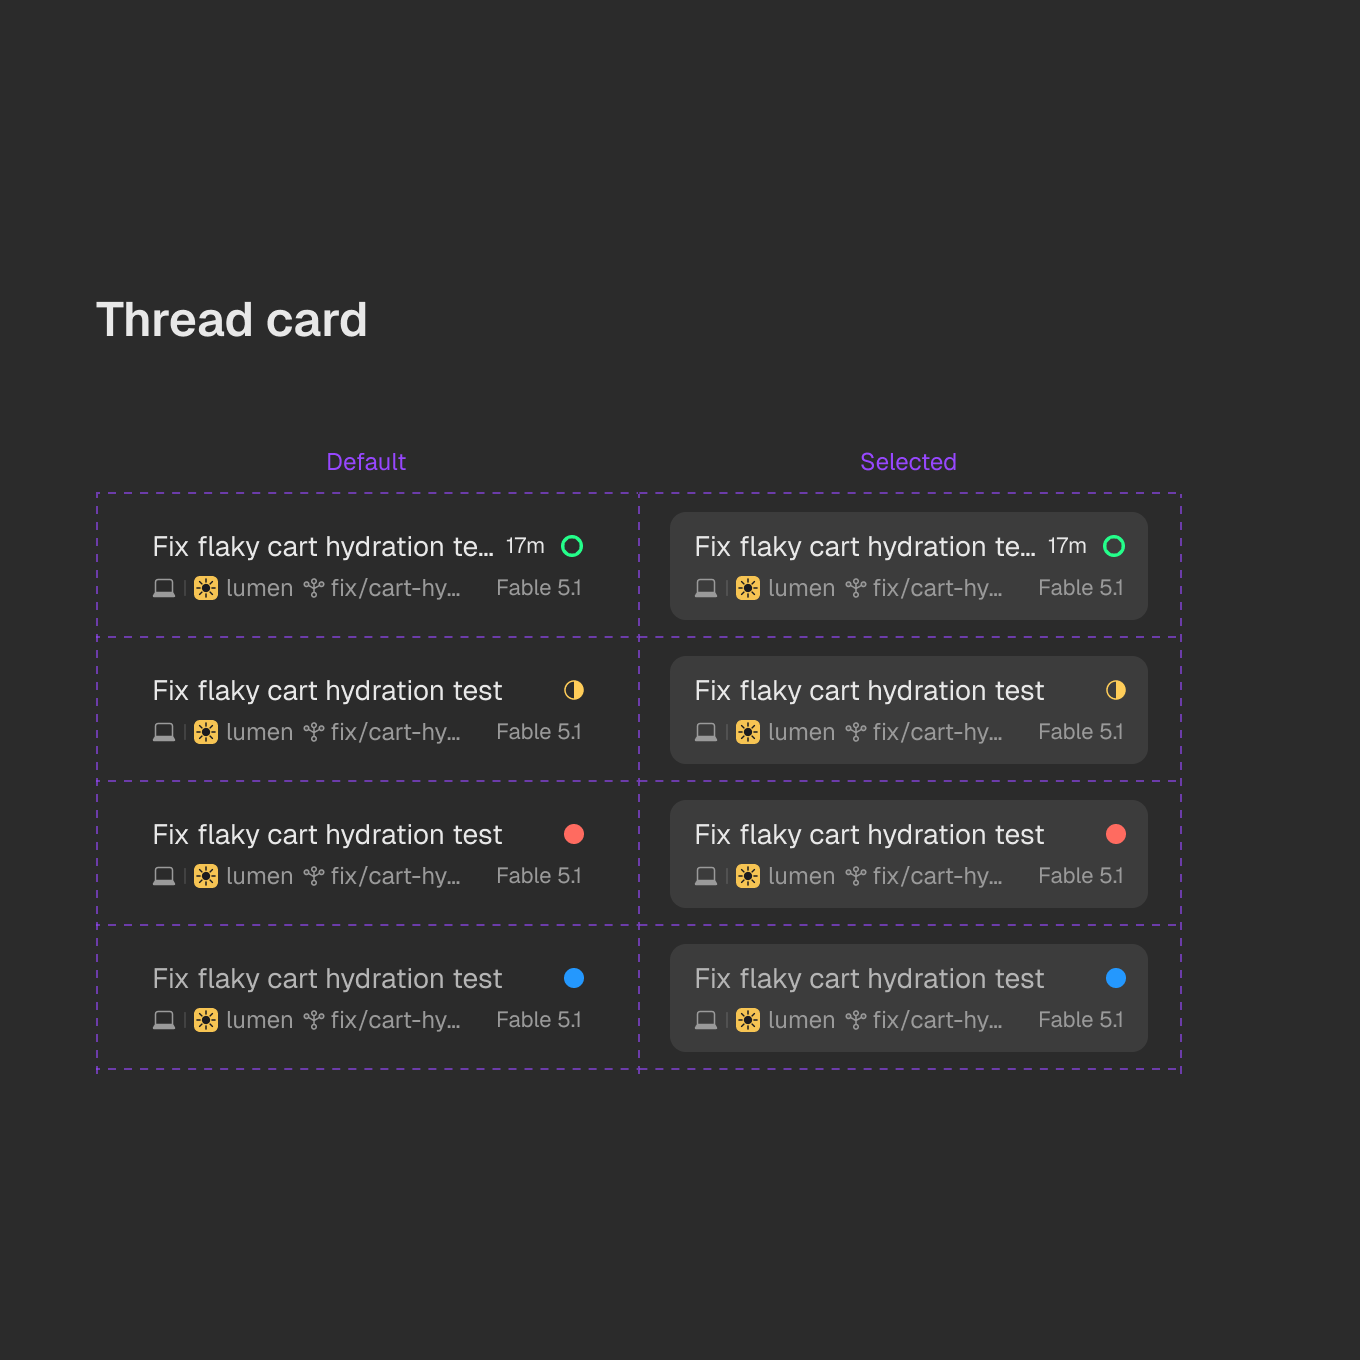 Thread card
Default Selected
Fix flaky cart hydration te... 17m
lumen fix/cart-hy... Fable 5.1
Fix flaky cart hydration te... 17m
lumen fix/cart-hy... Fable 5.1
Fix flaky cart hydration test
lumen fix/cart-hy... Fable 5.1
Fix flaky cart hydration test
lumen fix/cart-hy... Fable 5.1
Fix flaky cart hydration test
lumen fix/cart-hy... Fable 5.1
Fix flaky cart hydration test
lumen fix/cart-hy... Fable 5.1
Fix flaky cart hydration test
lumen fix/cart-hy... Fable 5.1
Fix flaky cart hydration test
lumen fix/cart-hy... Fable 5.1